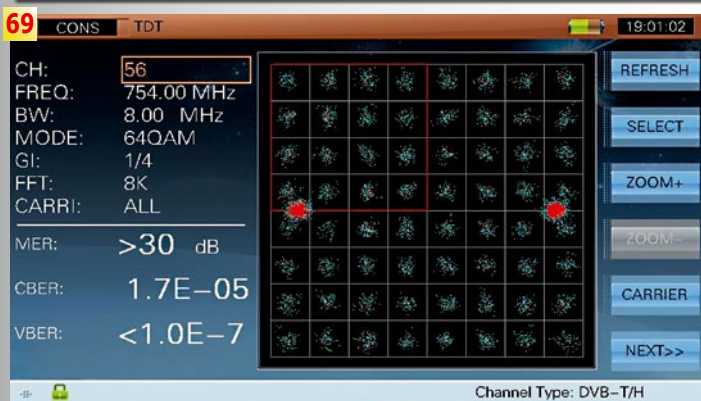 69 CONS TDT 19:01:02
CH: 56
FREQ: 754.00 MHz
BW: 8.00 MHz
MODE: 64QAM
GI: 1/4
FFT: 8K
CARRI: ALL
MER: >30 dB
CBER: 1.7E-05
VBER: <1.0E-7
REFRESH
SELECT
ZOOM+
ZOOM-
CARRIER
NEXT>>
Channel Type: DVB-T/H